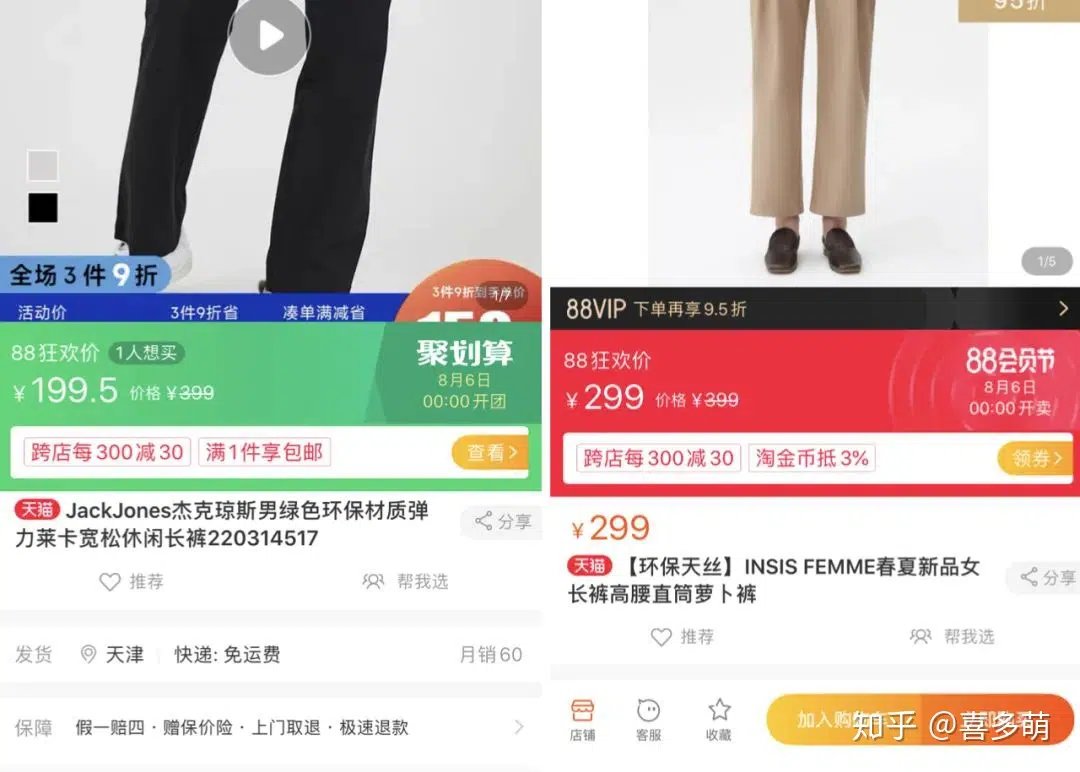 全场3件9折
活动价
3件9折省
凑单满减省
1/7
88狂欢价 1人想买
¥199.5 价格 ¥399
聚划算
8月6日
00:00开团
跨店每300减30
满1件享包邮
查看>
天猫 JackJones杰克琼斯男绿色环保材质弹
力莱卡宽松休闲长裤220314517
分享
推荐
帮我选
发货 天津 快递: 免运费 月销60
保障 假一赔四 · 赠保价险 · 上门取退 · 极速退款
95折
1/5
88VIP 下单再享9.5折
88狂欢价
¥299 价格 ¥399
88会员节
8月6日
00:00开卖
跨店每300减30
淘金币抵3%
领券>
¥299
天猫 【环保天丝】INSIS FEMME春夏新品女
长裤高腰直筒萝卜裤
分享
推荐
帮我选
店铺
客服
收藏
加入购
知乎 @喜多萌